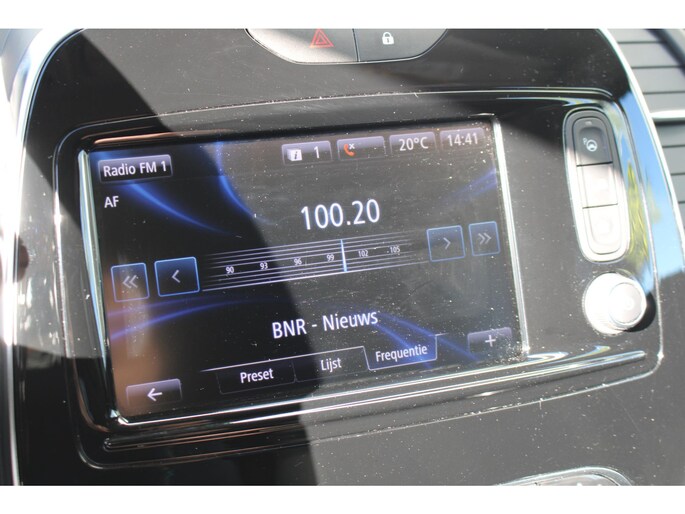 Radio FM 1
i 1
20°C
14:41
AF
100.20
90 93 96 99 102 105
BNR - Nieuws
Preset
Lijst
Frequentie
+